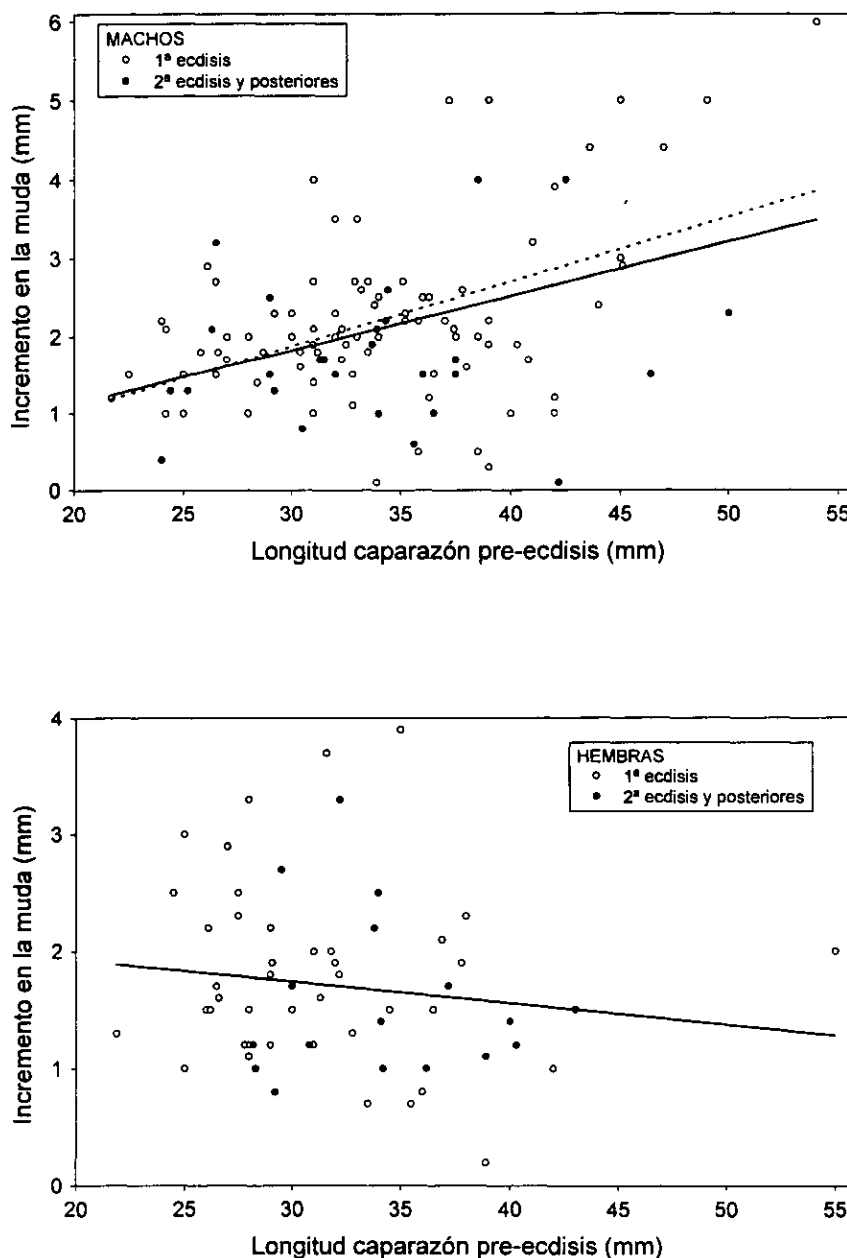 MACHOS
1ª ecdisis
2ª ecdisis y posteriores
Incremento en la muda (mm)
6
5
4
3
2
1
0
20
25
30
35
40
45
50
55
Longitud caparazón pre-ecdisis (mm)
HEMBRAS
1ª ecdisis
2ª ecdisis y posteriores
Incremento en la muda (mm)
4
3
2
1
0
20
25
30
35
40
45
50
55
Longitud caparazón pre-ecdisis (mm)